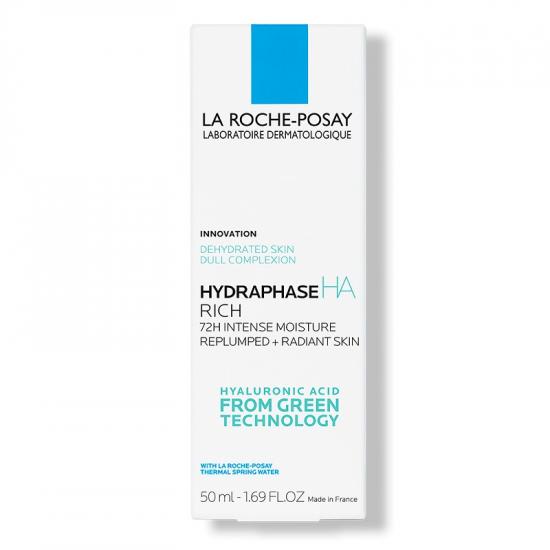 LA ROCHE-POSAY
LABORATOIRE DERMATOLOGIQUE
INNOVATION
DEHYDRATED SKIN
DULL COMPLEXION
HYDRAPHASE HA
RICH
72H INTENSE MOISTURE
REPLUMPED + RADIANT SKIN
HYALURONIC ACID
FROM GREEN
TECHNOLOGY
WITH LA ROCHE-POSAY
THERMAL SPRING WATER
50 ml - 1.69 FL.OZ Made in France